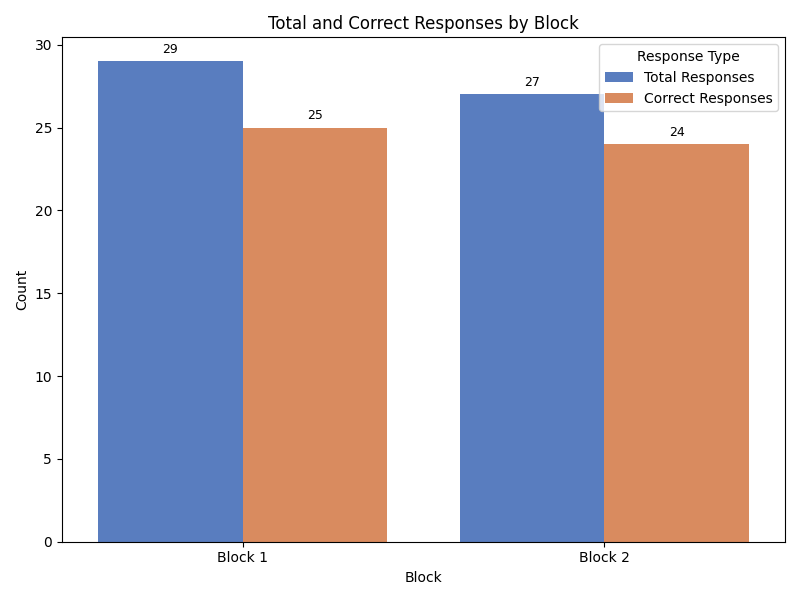 Total and Correct Responses by Block
30
25
20
15
10
5
0
Count
29
25
27
24
Response Type
Total Responses
Correct Responses
Block 1
Block 2
Block